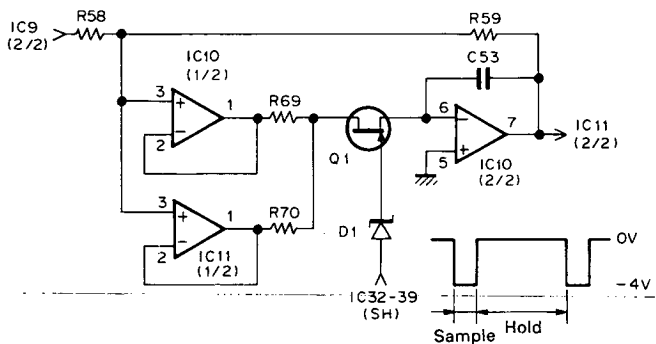 R58
R59
IC9
(2/2)
C53
IC10
(1/2)
3
+
1
R69
-
2
6
-
7
IC11
(2/2)
+
5
IC10
(2/2)
Q1
3
+
1
R70
-
2
IC11
(1/2)
D1
0V
-4V
IC32-39
(SH)
Sample
Hold